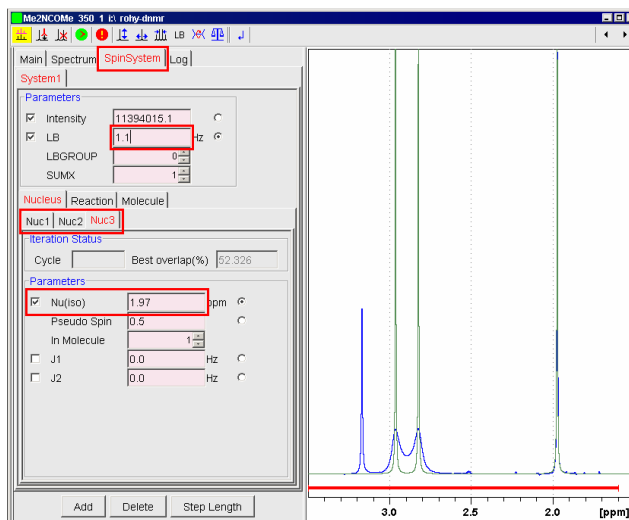 Me2NCOMe 350 1 i:\ rohy-dnmr
LB
Main Spectrum SpinSystem Log
System1
Parameters
Intensity 11394015.1
LB 1.1 Hz
LBGROUP 0
SUMX 1
Nucleus Reaction Molecule
Nuc1 Nuc2 Nuc3
Iteration Status
Cycle Best overlap(%) 52.326
Parameters
Nu(iso) 1.97 ppm
Pseudo Spin 0.5
In Molecule 1
J1 0.0 Hz
J2 0.0 Hz
Add Delete Step Length
3.0 2.5 2.0 [ppm]